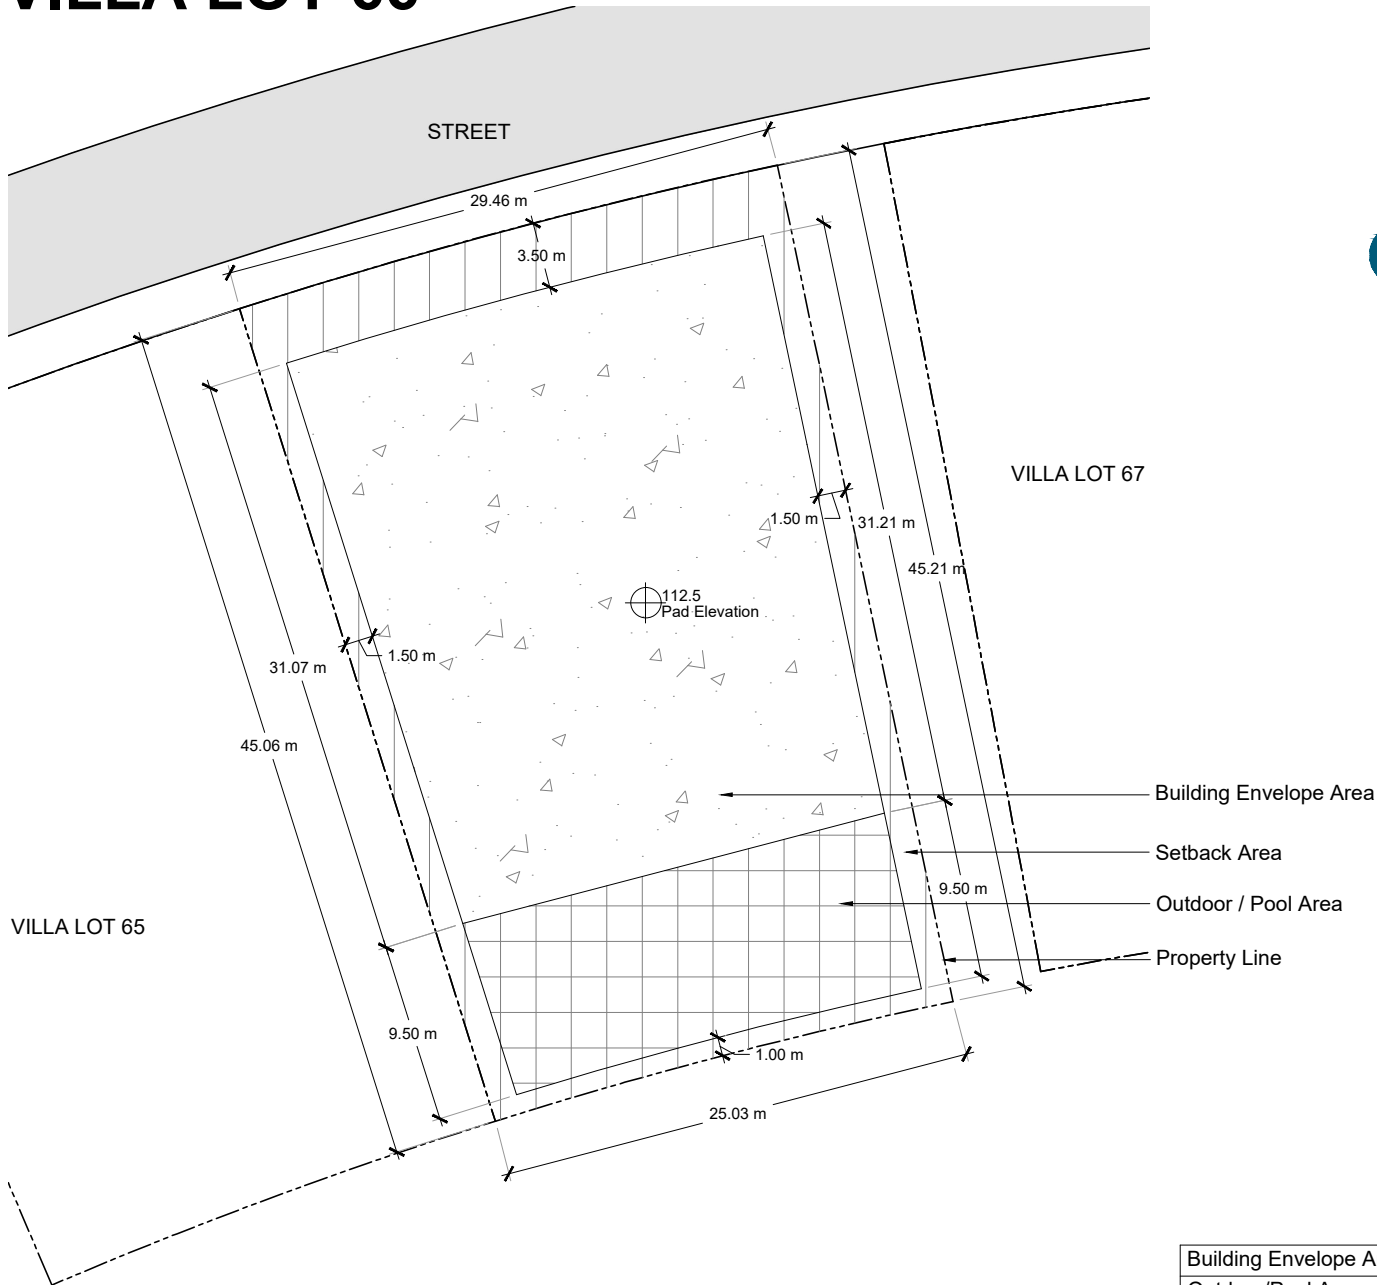 STREET
29.46 m
3.50 m
VILLA LOT 67
1.50 m
31.21 m
45.21 m
112.5
Pad Elevation
1.50 m
31.07 m
45.06 m
Building Envelope Area
Setback Area
9.50 m
Outdoor / Pool Area
VILLA LOT 65
Property Line
9.50 m
1.00 m
25.03 m
Building Envelope A